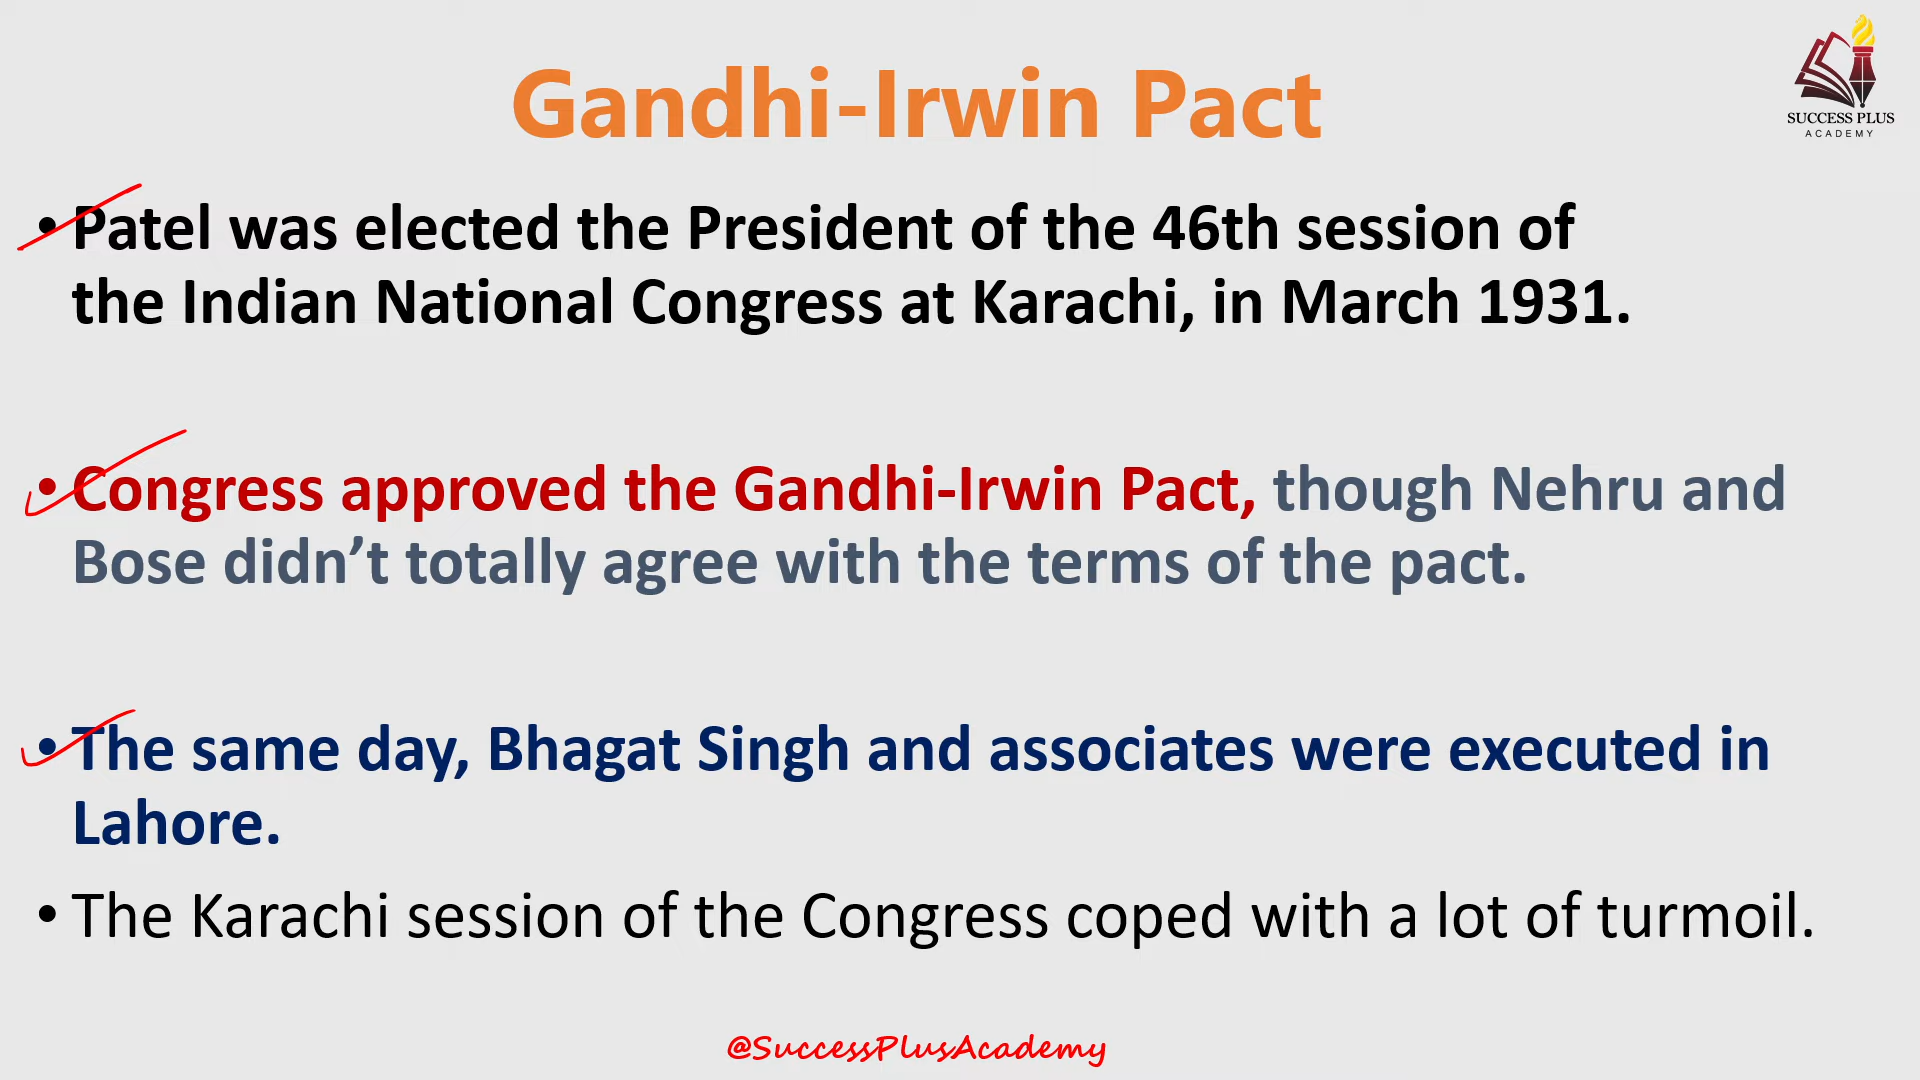 Gandhi-Irwin Pact
SUCCESS PLUS
ACADEMY
• Patel was elected the President of the 46th session of
the Indian National Congress at Karachi, in March 1931.
• Congress approved the Gandhi-Irwin Pact, though Nehru and
Bose didn’t totally agree with the terms of the pact.
• The same day, Bhagat Singh and associates were executed in
Lahore.
• The Karachi session of the Congress coped with a lot of turmoil.
@SuccessPlusAcademy